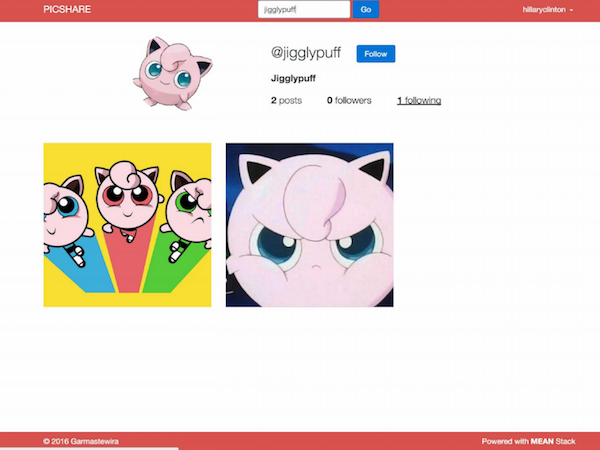 PICSHARE jigglypuff Go hillaryclinton
@jigglypuff Follow
Jigglypuff
2 posts 0 followers 1 following
© 2016 Garmastewira Powered with MEAN Stack